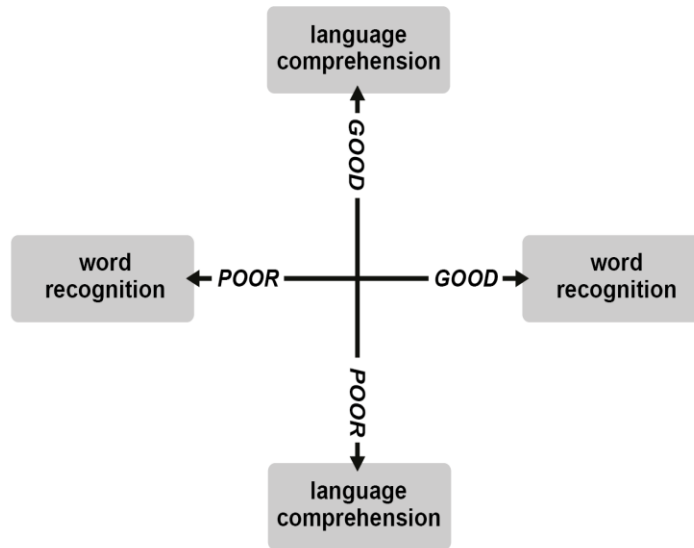 language
comprehension
GOOD
word
recognition
POOR
GOOD
word
recognition
POOR
language
comprehension